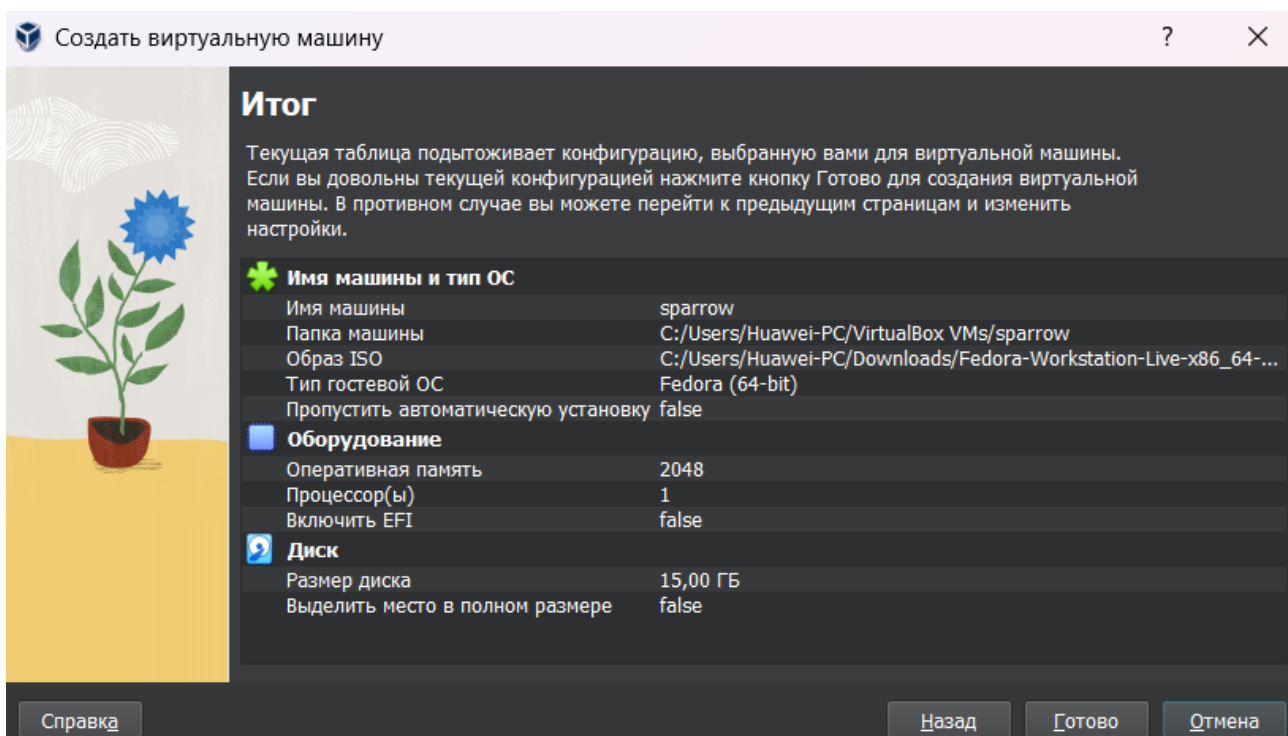 Создать виртуальную машину
?
Итог
Текущая таблица подытоживает конфигурацию, выбранную вами для виртуальной машины.
Если вы довольны текущей конфигурацией нажмите кнопку Готово для создания виртуальной
машины. В противном случае вы можете перейти к предыдущим страницам и изменить
настройки.
Имя машины и тип ОС
Имя машины sparrow
Папка машины C:/Users/Huawei-PC/VirtualBox VMs/sparrow
Образ ISO C:/Users/Huawei-PC/Downloads/Fedora-Workstation-Live-x86_64-...
Тип гостевой ОС Fedora (64-bit)
Пропустить автоматическую установку false
Оборудование
Оперативная память 2048
Процессор(ы) 1
Включить EFI false
Диск
Размер диска 15,00 ГБ
Выделить место в полном размере false
Справка Назад Готово Отмена